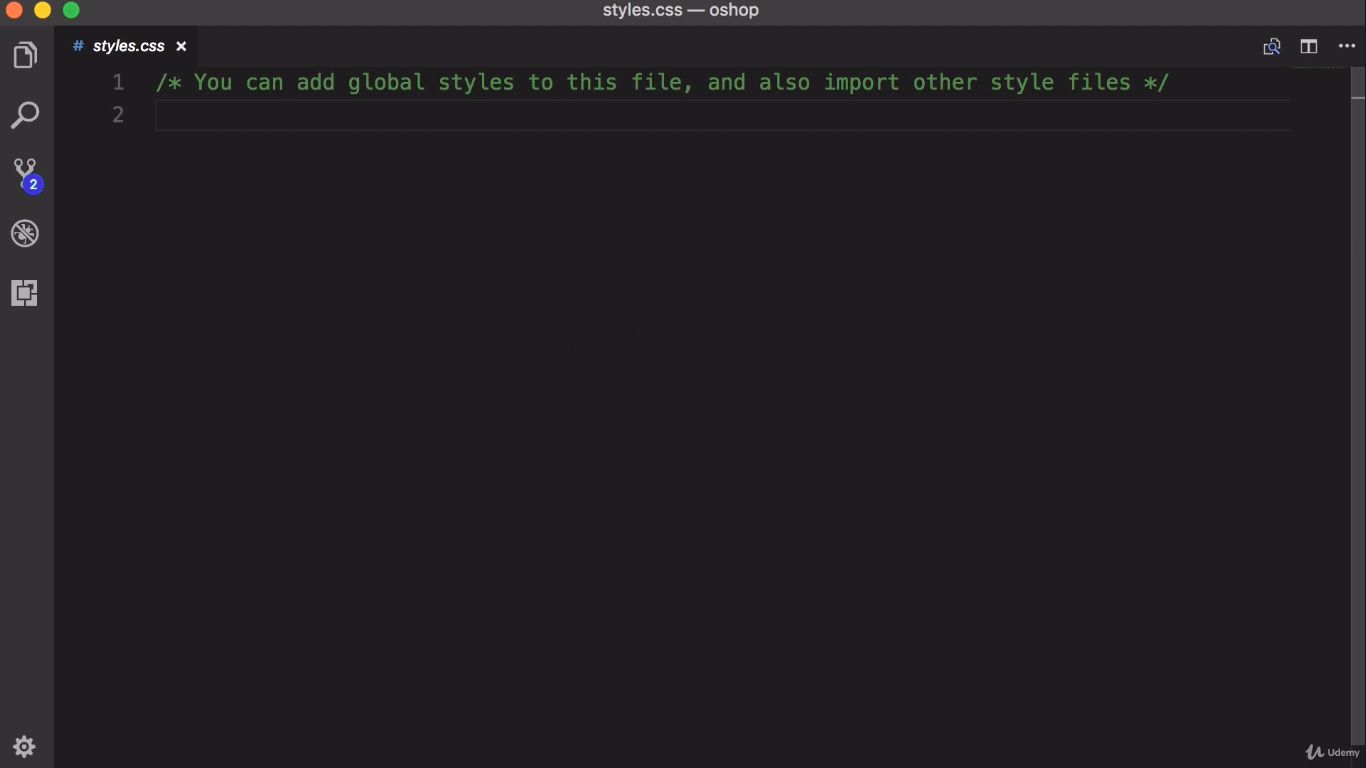 styles.css — oshop
# styles.css ×
1 /* You can add global styles to this file, and also import other style files */
2
2
Udemy